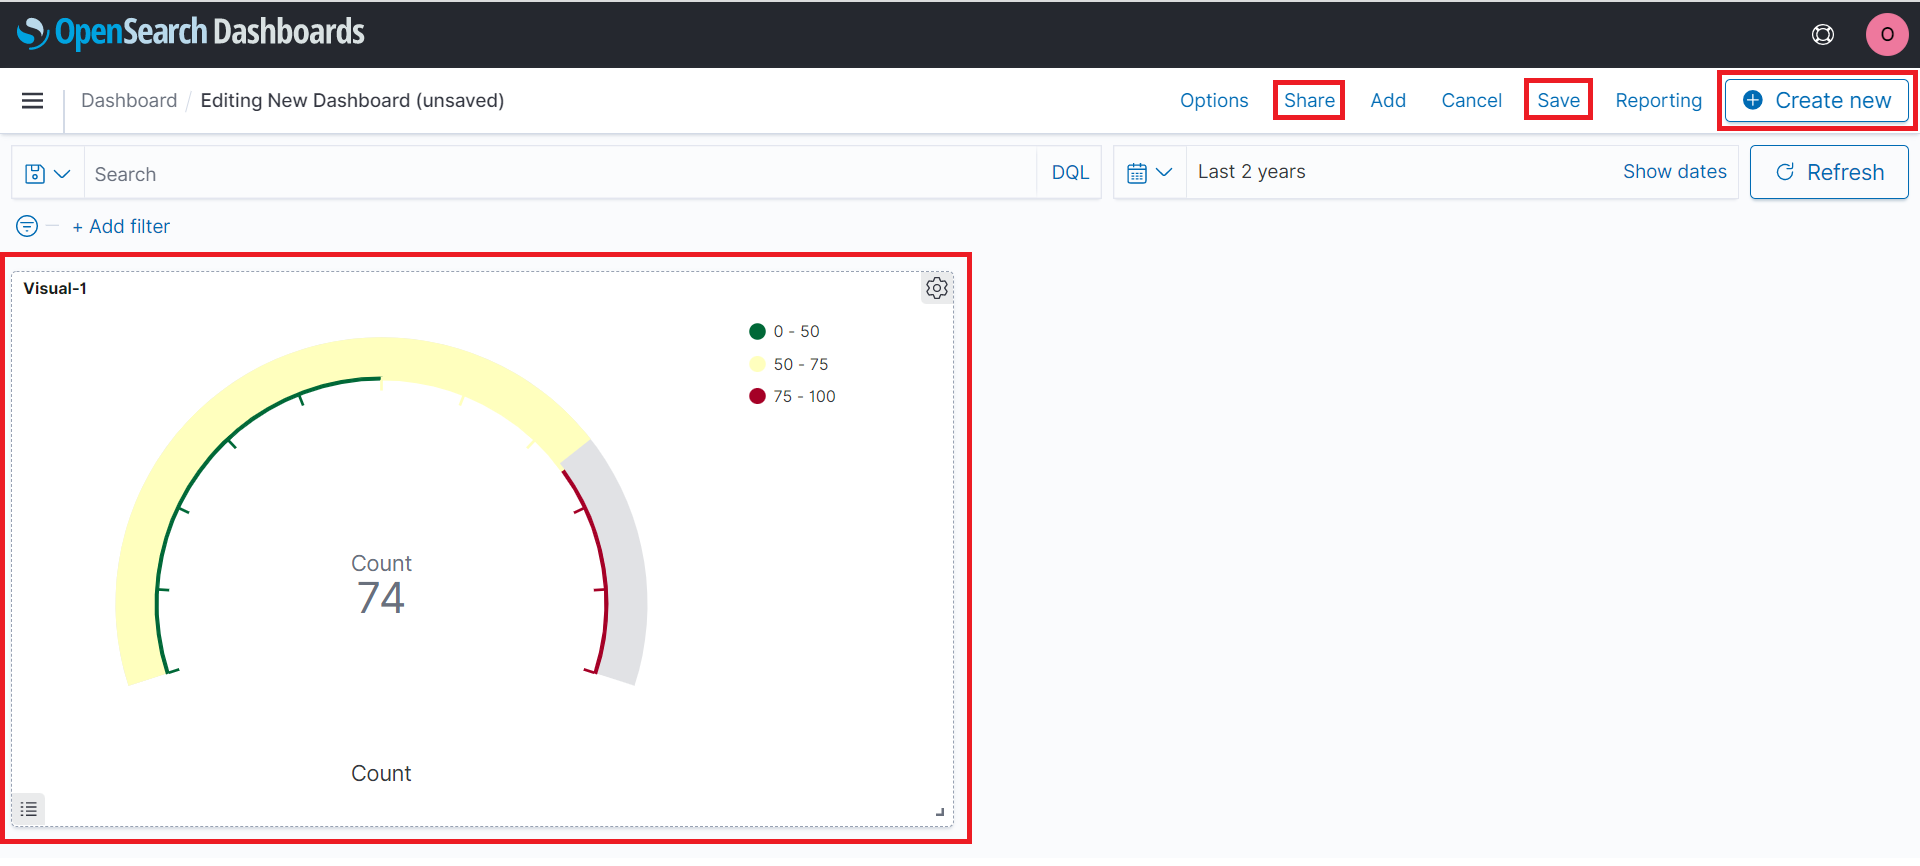 OpenSearch Dashboards
O
Dashboard / Editing New Dashboard (unsaved)
Options Share Add Cancel Save Reporting Create new
Search DQL Last 2 years Show dates Refresh
+ Add filter
Visual-1
0 - 50
50 - 75
75 - 100
Count
74
Count